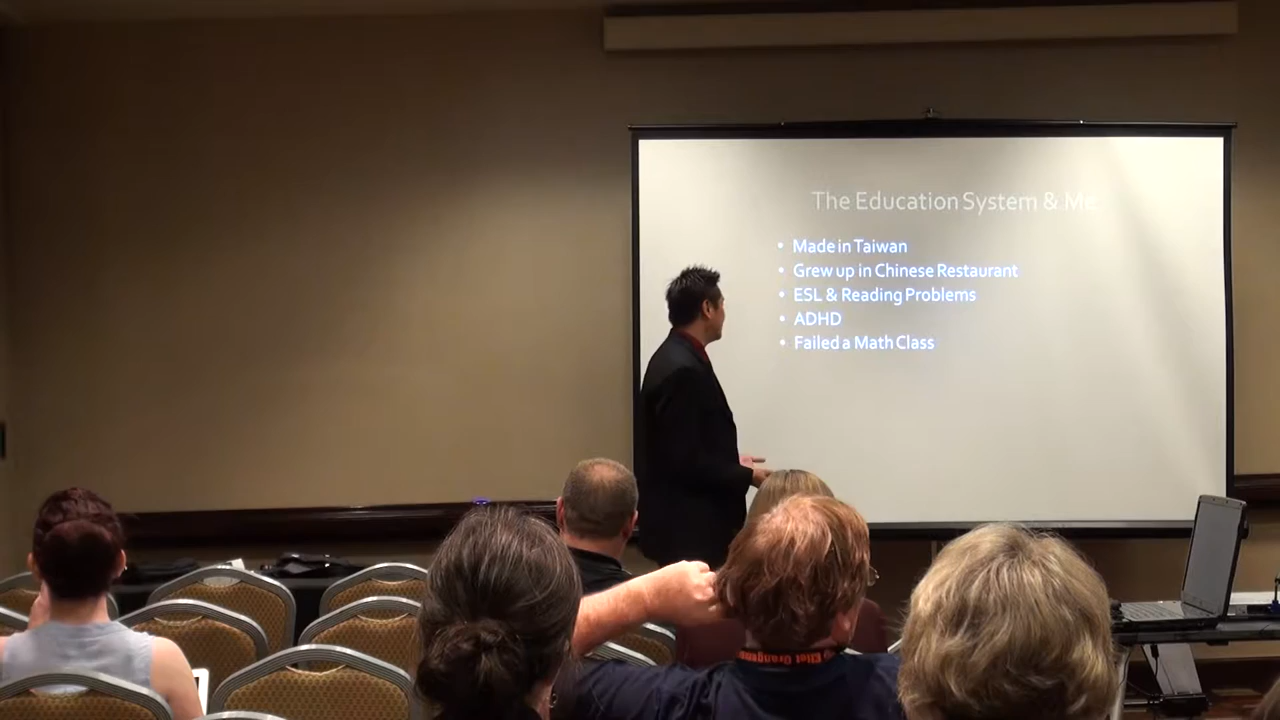 The Education System & Me
• Made in Taiwan
• Grew up in Chinese Restaurant
• ESL & Reading Problems
• ADHD
• Failed a Math Class